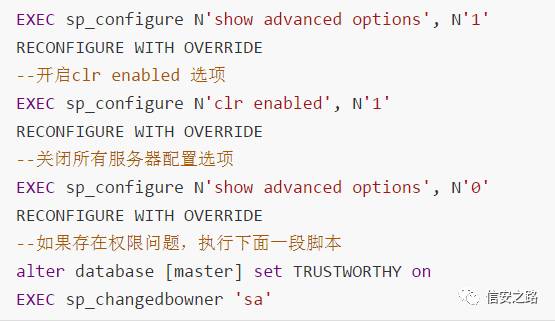 EXEC sp_configure N'show advanced options', N'1'
RECONFIGURE WITH OVERRIDE
--开启clr enabled 选项
EXEC sp_configure N'clr enabled', N'1'
RECONFIGURE WITH OVERRIDE
--关闭所有服务器配置选项
EXEC sp_configure N'show advanced options', N'0'
RECONFIGURE WITH OVERRIDE
--如果存在权限问题，执行下面一段脚本
alter database [master] set TRUSTWORTHY on
EXEC sp_changedbowner 'sa'
信安之路